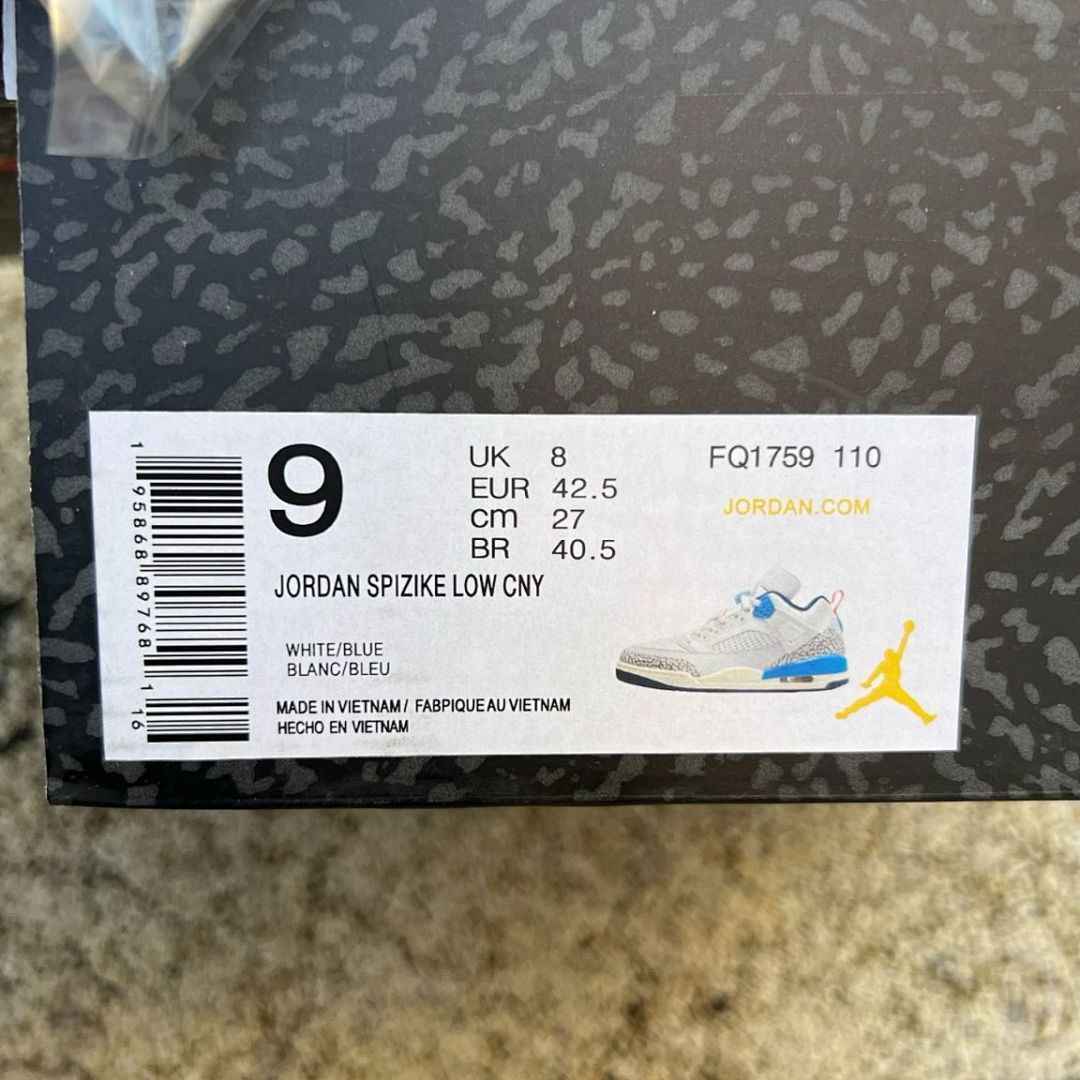 1 95868 89768 1 16
9
UK 8
EUR 42.5
cm 27
BR 40.5
FQ1759 110
JORDAN.COM
JORDAN SPIZIKE LOW CNY
WHITE/BLUE
BLANC/BLEU
MADE IN VIETNAM / FABPIQUE AU VIETNAM
HECHO EN VIETNAM